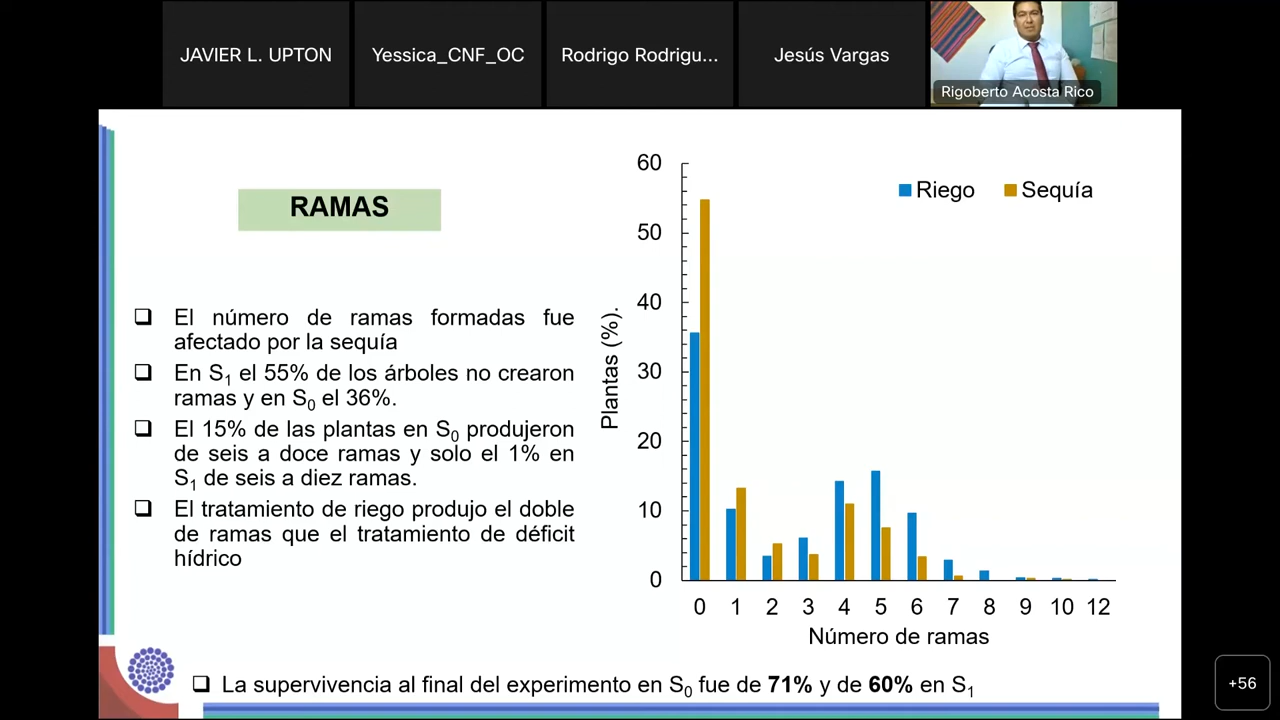 JAVIER L. UPTON
Yessica_CNF_OC
Rodrigo Rodrigu...
Jesús Vargas
Rigoberto Acosta Rico
RAMAS
❑ El número de ramas formadas fue
afectado por la sequía
❑ En S₁ el 55% de los árboles no crearon
ramas y en S₀ el 36%.
❑ El 15% de las plantas en S₀ produjeron
de seis a doce ramas y solo el 1% en
S₁ de seis a diez ramas.
❑ El tratamiento de riego produjo el doble
de ramas que el tratamiento de déficit
hídrico
Riego Sequía
Plantas (%).
60
50
40
30
20
10
0
0 1 2 3 4 5 6 7 8 9 10 12
Número de ramas
❑ La supervivencia al final del experimento en S₀ fue de 71% y de 60% en S₁
+56